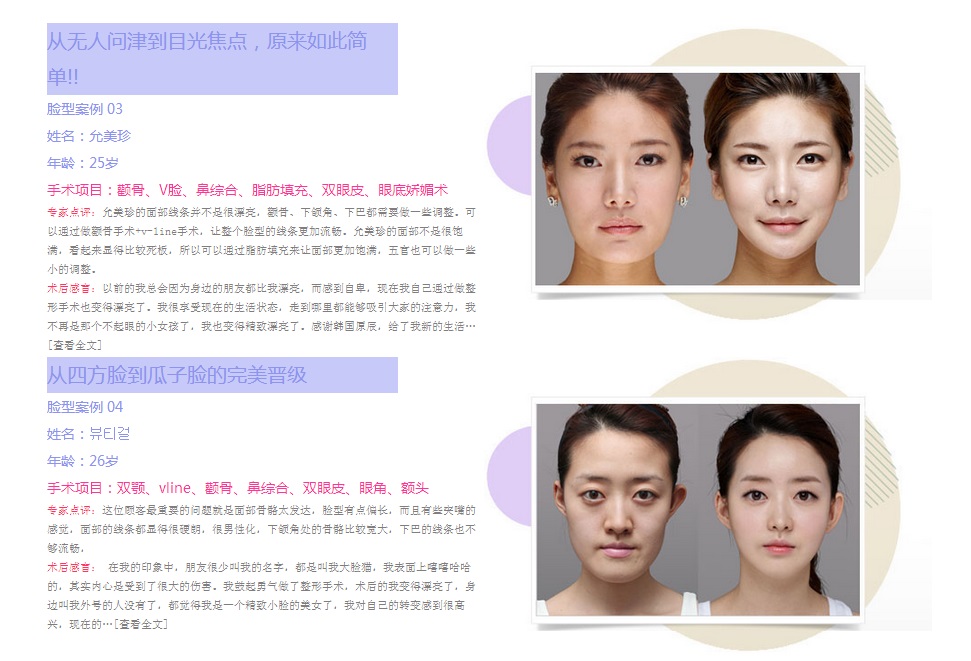 从无人问津到目光焦点，原来如此简
单!!
脸型案例 03
姓名：允美珍
年龄：25岁
手术项目：颧骨、V脸、鼻综合、脂肪填充、双眼皮、眼底娇媚术
专家点评：允美珍的面部线条并不是很漂亮，颧骨、下颌角、下巴都需要做一些调整。可
以通过做颧骨手术+v-line手术，让整个脸型的线条更加流畅。允美珍的面部不是很饱
满，看起来显得比较死板，所以可以通过脂肪填充来让面部更加饱满，五官也可以做一些
小的调整。
术后感言：以前的我总会因为身边的朋友都比我漂亮，而感到自卑，现在我自己通过做整
形手术也变得漂亮了。我很享受现在的生活状态，走到哪里都能够吸引大家的注意力，我
不再是那个不起眼的小女孩了，我也变得精致漂亮了。感谢韩国原辰，给了我新的生活…
[查看全文]
从四方脸到瓜子脸的完美晋级
脸型案例 04
姓名：뷰티걸
年龄：26岁
手术项目：双颚、vline、颧骨、鼻综合、双眼皮、眼角、额头
专家点评：这位顾客最重要的问题就是面部骨骼太发达，脸型有点偏长，而且有些突嘴的
感觉，面部的线条都显得很硬朗，很男性化，下颌角处的骨骼比较宽大，下巴的线条也不
够流畅，
术后感言： 在我的印象中，朋友很少叫我的名字，都是叫我大脸猫，我表面上嘻嘻哈哈
的，其实内心是受到了很大的伤害。我鼓起勇气做了整形手术，术后的我变得漂亮了，身
边叫我外号的人没有了，都觉得我是一个精致小脸的美女了，我对自己的转变感到很高
兴，现在的…[查看全文]